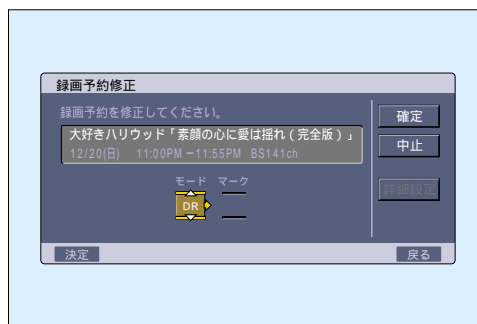 録画予約修正
録画予約を修正してください。
大好きハリウッド「素顔の心に愛は揺れ(完全版)」
12/20(日) 11:00PM－11:55PM BS141ch
モード マーク
DR
確定
中止
詳細設定
決定
戻る